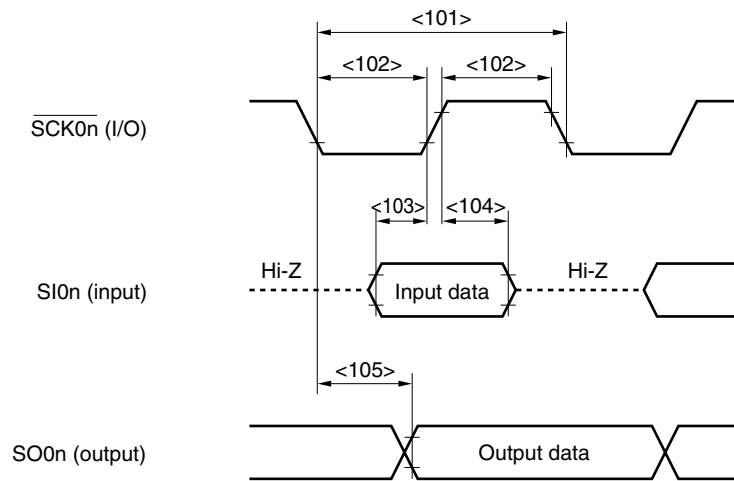 <101>
<102> <102>
SCK0n (I/O)
<103> <104>
Hi-Z Hi-Z
SI0n (input) Input data
<105>
SO0n (output) Output data